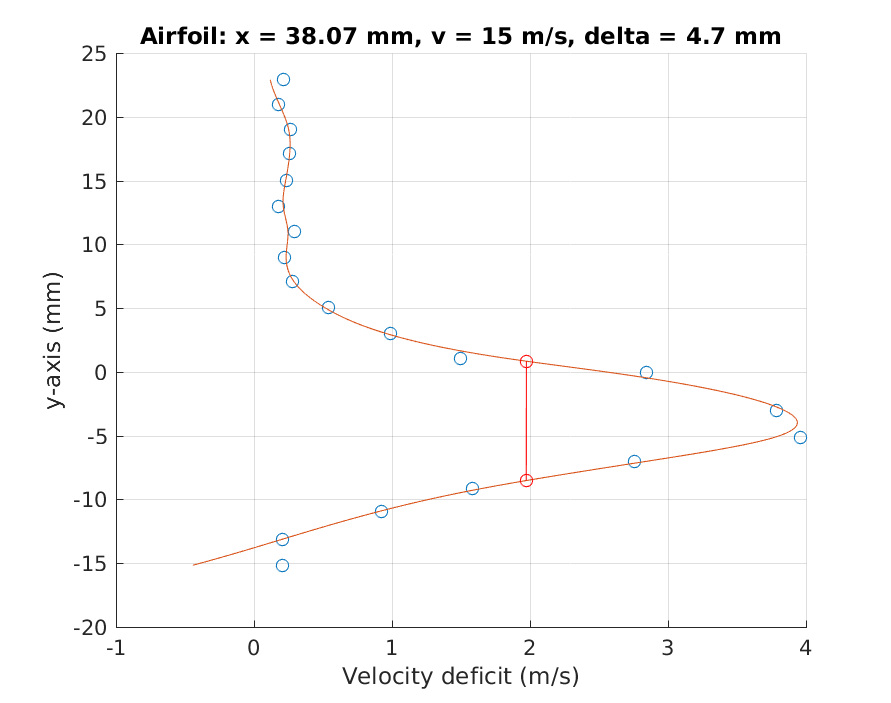 Airfoil: x = 38.07 mm, v = 15 m/s, delta = 4.7 mm
25
20
15
10
5
0
-5
-10
-15
-20
y-axis (mm)
-1 0 1 2 3 4
Velocity deficit (m/s)